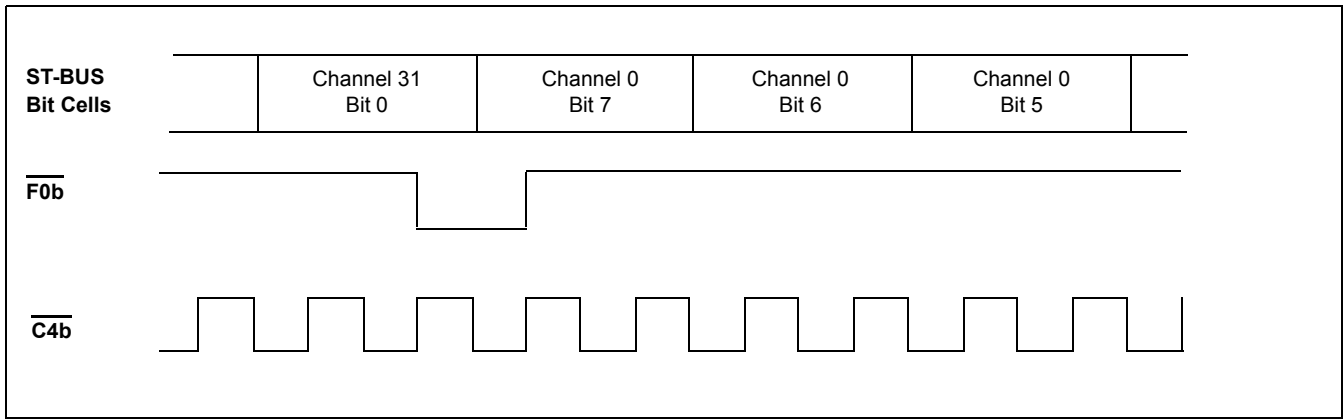 ST-BUS
Bit Cells
Channel 31
Bit 0
Channel 0
Bit 7
Channel 0
Bit 6
Channel 0
Bit 5
F0b
C4b